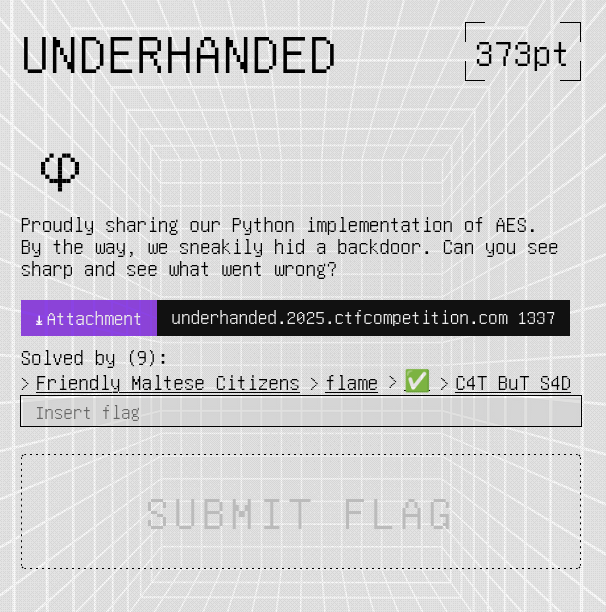 UNDERHANDED
373pt
φ
Proudly sharing our Python implementation of AES.
By the way, we sneakily hid a backdoor. Can you see
sharp and see what went wrong?
Attachment underhanded.2025.ctfcompetition.com 1337
Solved by (9):
> Friendly Maltese Citizens > flame > ✅ > C4T BuT S4D
Insert flag
SUBMIT FLAG